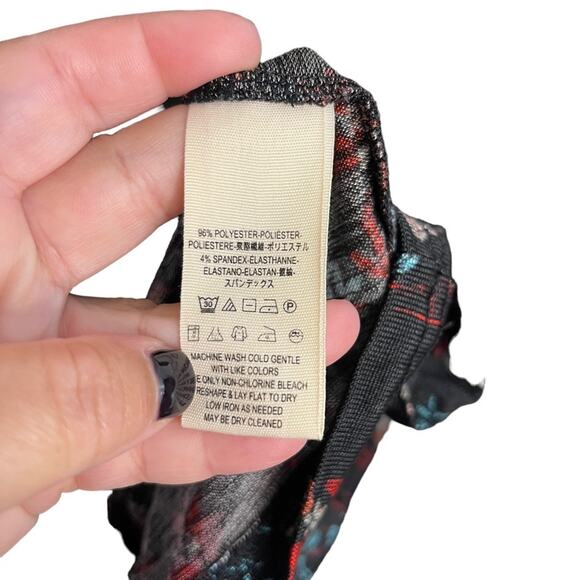 96% POLYESTER-POLIESTER-
POLIESTERE-聚酯纖維-ポリエステル
4% SPANDEX-ELASTHANNE-
ELASTANO-ELASTAN-氨綸-
スパンデックス
30 P
MACHINE WASH COLD GENTLE
WITH LIKE COLORS
ONLY NON-CHLORINE BLEACH
RESHAPE & LAY FLAT TO DRY
LOW IRON AS NEEDED
MAY BE DRY CLEANED